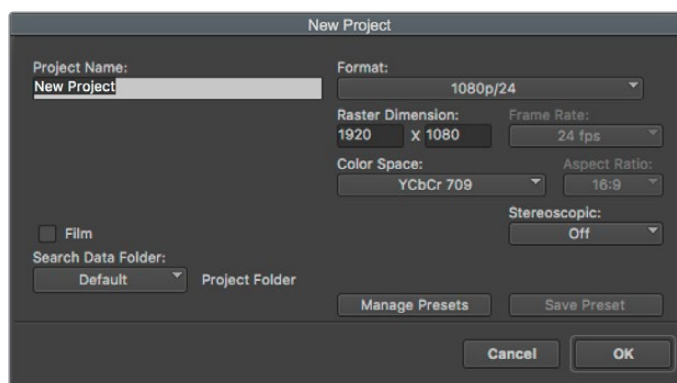 New Project
Project Name:
New Project
Format:
1080p/24
Raster Dimension:
Frame Rate:
1920 x 1080
24 fps
Color Space:
Aspect Ratio:
YCbCr 709
16:9
Stereoscopic:
Off
Film
Search Data Folder:
Default
Project Folder
Manage Presets
Save Preset
Cancel
OK